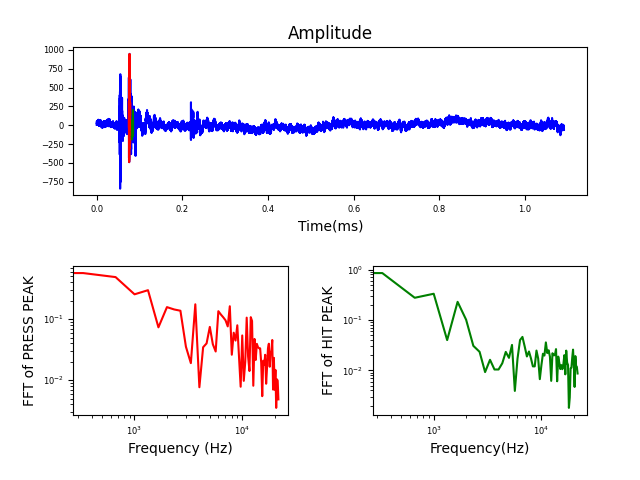 Amplitude
1000
750
500
250
0
−250
−500
−750
0.0 0.2 0.4 0.6 0.8 1.0
Time(ms)
FFT of PRESS PEAK
10⁻¹
10⁻²
10³ 10⁴
Frequency (Hz)
FFT of HIT PEAK
10⁰
10⁻¹
10⁻²
10³ 10⁴
Frequency(Hz)